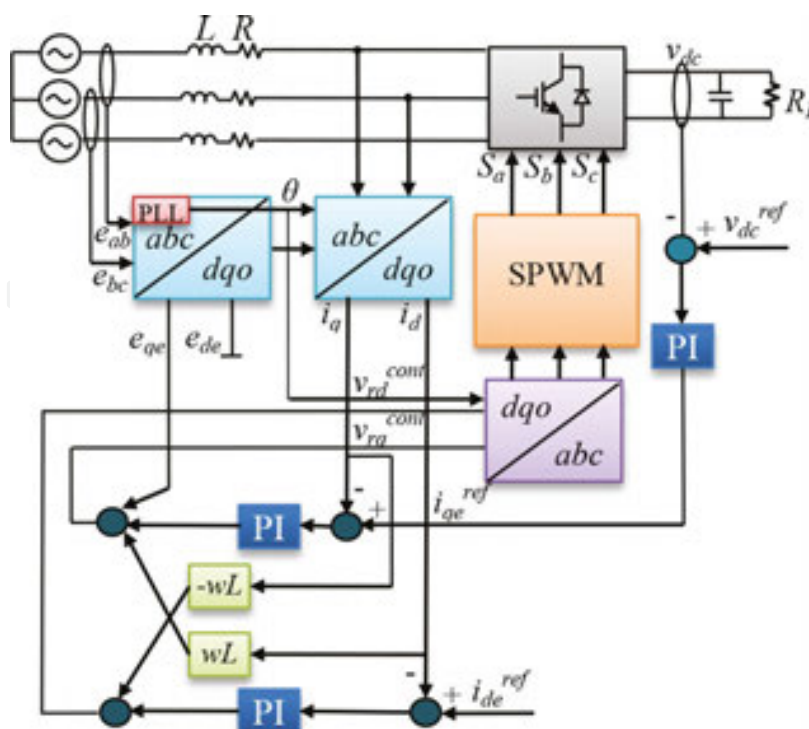 L R
v_dc
R
S_a S_b S_c
PLL θ
e_ab abc dqo
e_bc
abc dqo
- + v_dc^ref
SPWM
PI
i_q i_d
e_qe e_de
v_rd^cont
v_rq^cont
dqo abc
- +
i_qe^ref
PI
-wL
wL
- + i_de^ref
PI